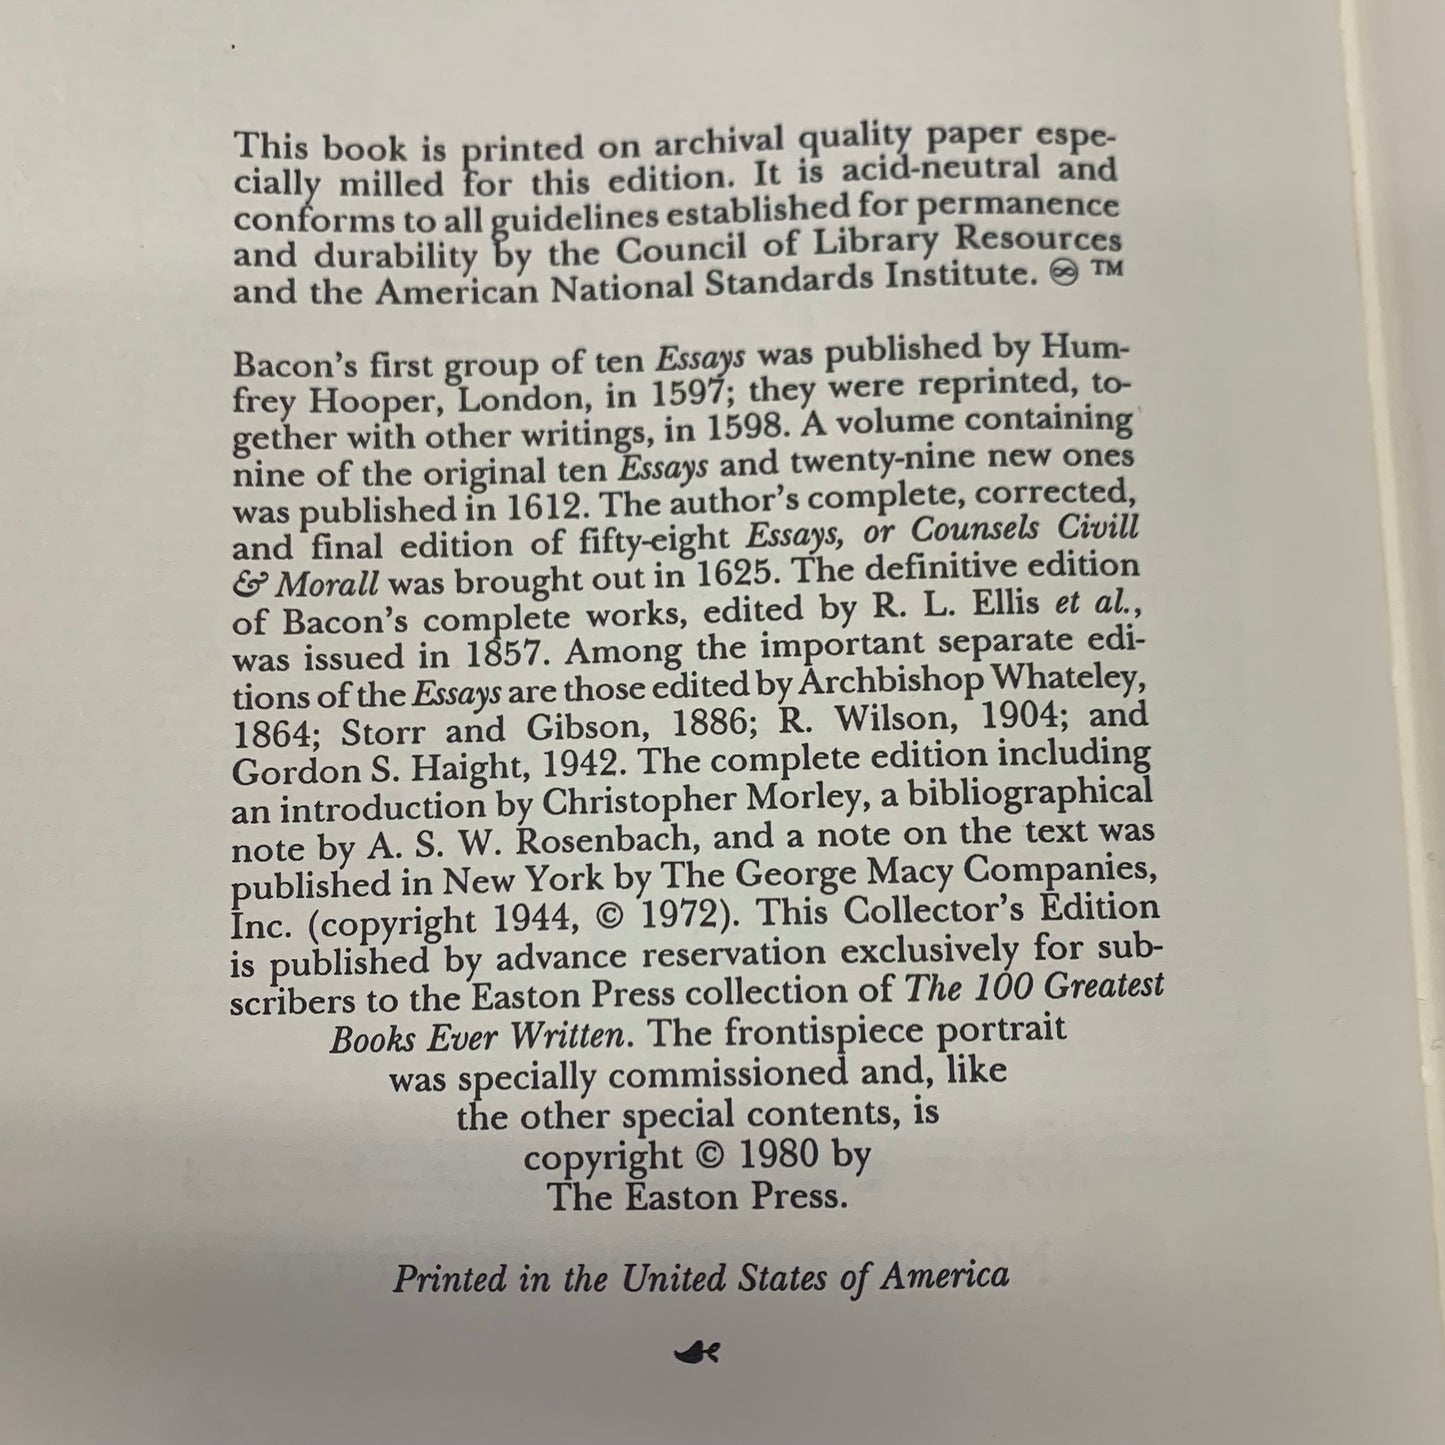 This book is printed on archival quality paper espe-
cially milled for this edition. It is acid-neutral and
conforms to all guidelines established for permanence
and durability by the Council of Library Resources
and the American National Standards Institute. ♾ ™
Bacon's first group of ten Essays was published by Hum-
frey Hooper, London, in 1597; they were reprinted, to-
gether with other writings, in 1598. A volume containing
nine of the original ten Essays and twenty-nine new ones
was published in 1612. The author's complete, corrected,
and final edition of fifty-eight Essays, or Counsels Civill
& Morall was brought out in 1625. The definitive edition
of Bacon's complete works, edited by R. L. Ellis et al.,
was issued in 1857. Among the important separate edi-
tions of the Essays are those edited by Archbishop Whateley,
1864; Storr and Gibson, 1886; R. Wilson, 1904; and
Gordon S. Haight, 1942. The complete edition including
an introduction by Christopher Morley, a bibliographical
note by A. S. W. Rosenbach, and a note on the text was
published in New York by The George Macy Companies,
Inc. (copyright 1944, © 1972). This Collector's Edition
is published by advance reservation exclusively for sub-
scribers to the Easton Press collection of The 100 Greatest
Books Ever Written. The frontispiece portrait
was specially commissioned and, like
the other special contents, is
copyright © 1980 by
The Easton Press.
Printed in the United States of America